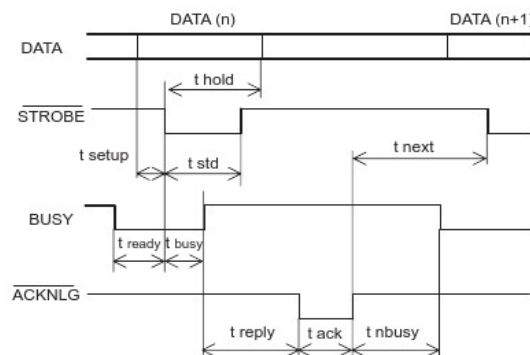 DATA (n) DATA (n+1)
DATA
t hold
STROBE
t setup t std t next
BUSY
t ready t busy
ACKNLG
t reply t ack t nbusy